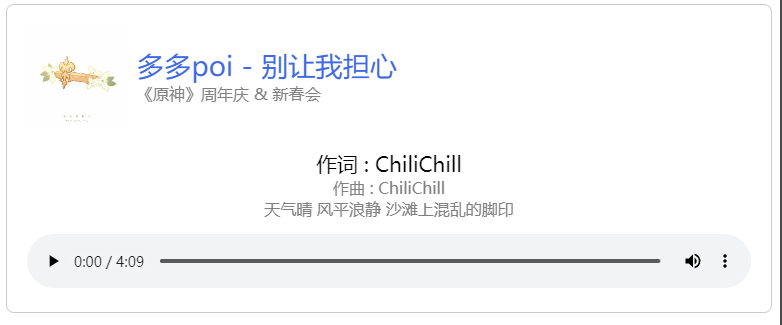 多多poi - 别让我担心
《原神》周年庆 & 新春会
作词 : ChiliChill
作曲 : ChiliChill
天气晴 风平浪静 沙滩上混乱的脚印
0:00 / 4:09